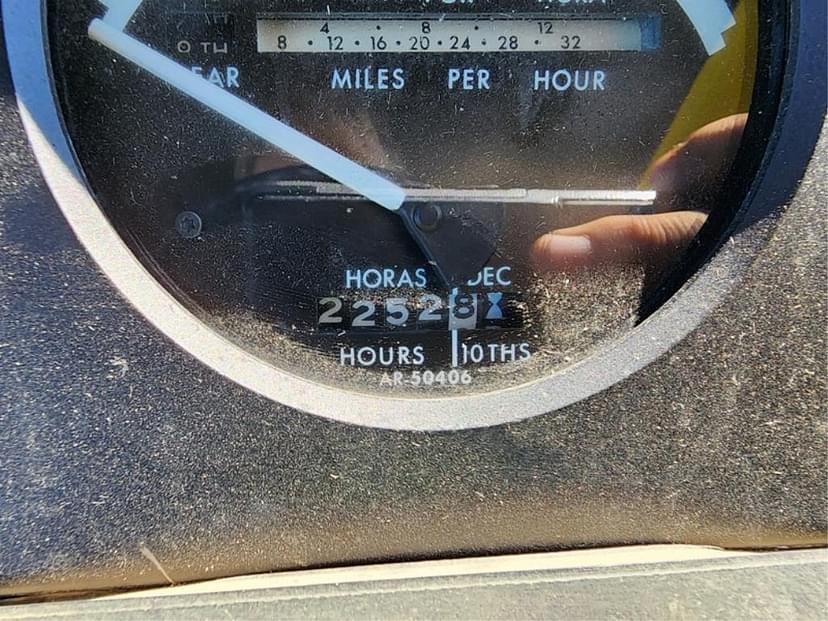 4 8 12
8 · 12 · 16 · 20 · 24 · 28 · 32
MILES PER HOUR
HORAS DEC
22528
HOURS 10THS
AR-50406